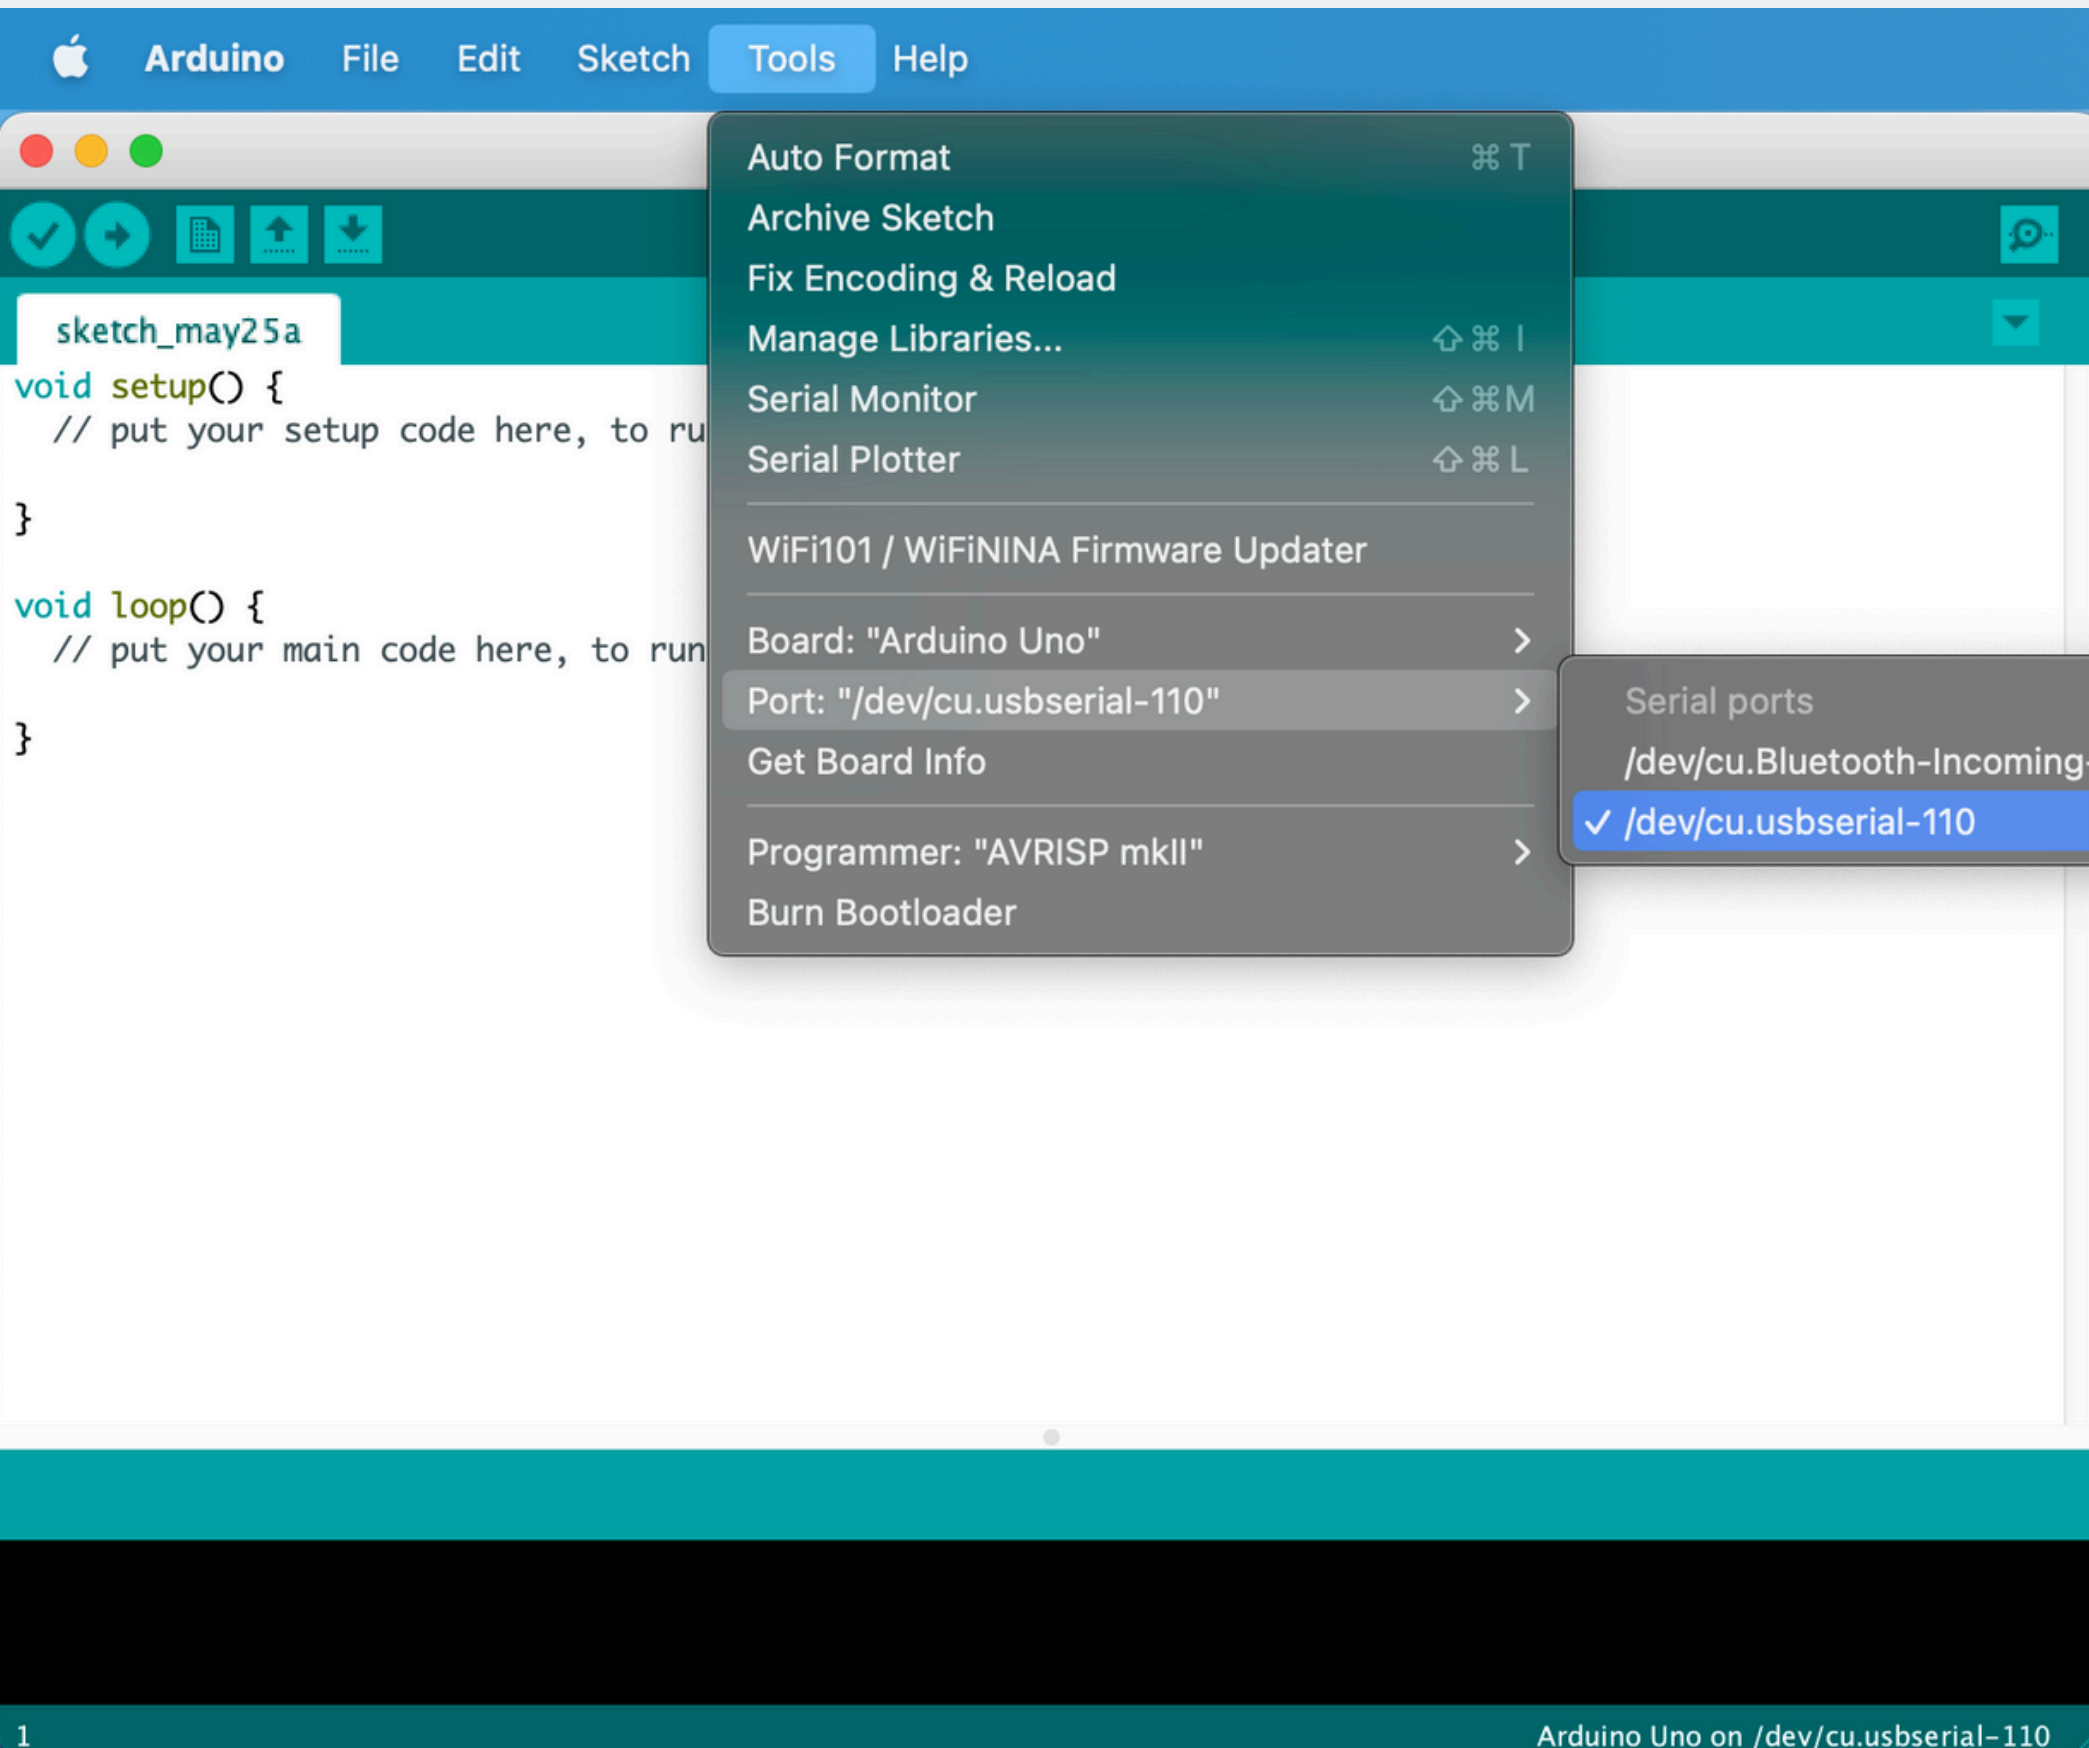 Arduino File Edit Sketch Tools Help
Auto Format ⌘ T
Archive Sketch
Fix Encoding & Reload
Manage Libraries... ⇧ ⌘ I
Serial Monitor ⇧ ⌘ M
Serial Plotter ⇧ ⌘ L
WiFi101 / WiFiNINA Firmware Updater
Board: "Arduino Uno"
Port: "/dev/cu.usbserial-110"
Get Board Info
Programmer: "AVRISP mkII"
Burn Bootloader
Serial ports
/dev/cu.Bluetooth-Incoming-
✓ /dev/cu.usbserial-110
sketch_may25a
void setup() {
// put your setup code here, to ru
}
void loop() {
// put your main code here, to run
}
1
Arduino Uno on /dev/cu.usbserial-110